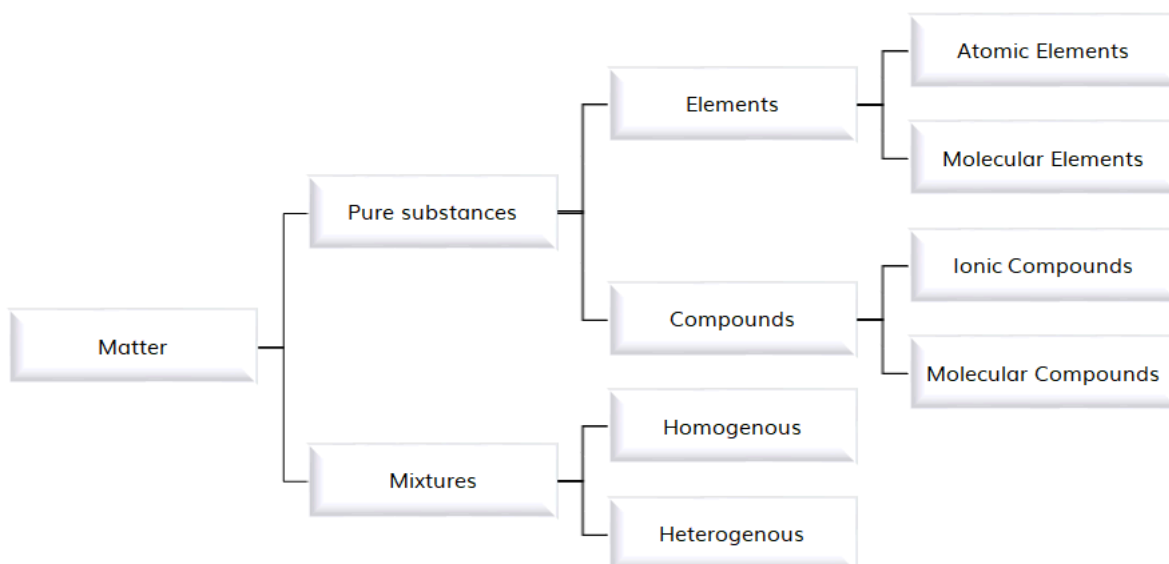 Atomic Elements
Elements
Molecular Elements
Pure substances
Ionic Compounds
Compounds
Matter
Molecular Compounds
Homogenous
Mixtures
Heterogenous